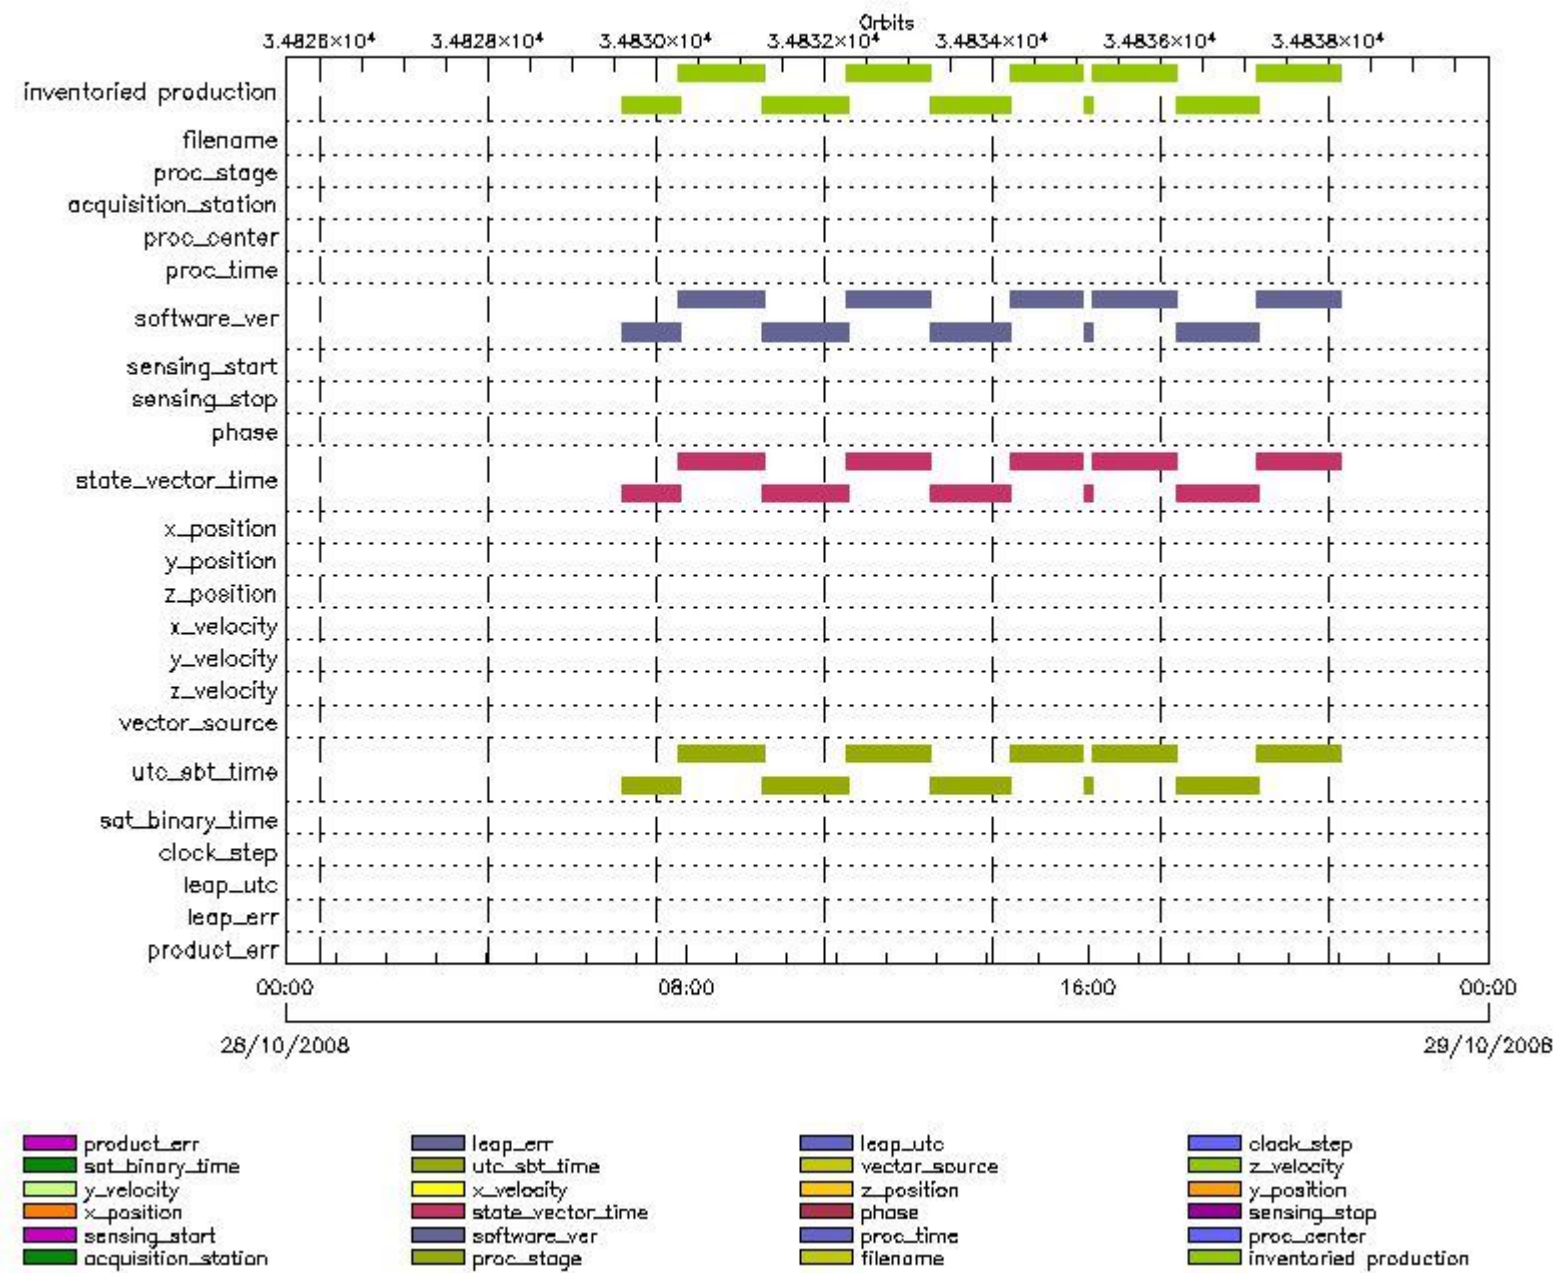 Orbits
3.4826×10⁴ 3.4828×10⁴ 3.4830×10⁴ 3.4832×10⁴ 3.4834×10⁴ 3.4836×10⁴ 3.4838×10⁴
inventoried production
filename
proc_stage
acquisition_station
proc_center
proc_time
software_ver
sensing_start
sensing_stop
phase
state_vector_time
x_position
y_position
z_position
x_velocity
y_velocity
z_velocity
vector_source
utc_sbt_time
sat_binary_time
clock_step
leap_utc
leap_err
product_err
00:00 08:00 16:00 00:00
28/10/2008 29/10/2008
product_err leap_err leap_utc clock_step
sat_binary_time utc_sbt_time vector_source z_velocity
y_velocity x_velocity z_position y_position
x_position state_vector_time phase sensing_stop
sensing_start software_ver proc_time proc_center
acquisition_station proc_stage filename inventoried production